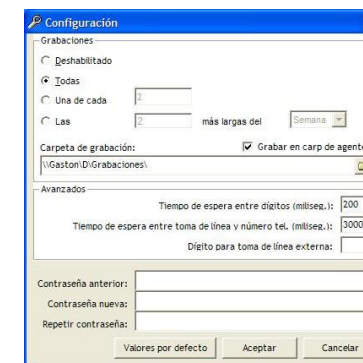 Configuración
Grabaciones
Deshabilitado
Todas
Una de cada 2
Las 2 más largas del Semana
Carpeta de grabación: Grabar en carp de agente
\\Gaston\D\Grabaciones\
Avanzados
Tiempo de espera entre dígitos (miliseg.): 200
Tiempo de espera entre toma de línea y número tel. (miliseg.): 3000
Dígito para toma de línea externa:
Contraseña anterior:
Contraseña nueva:
Repetir contraseña:
Valores por defecto Aceptar Cancelar